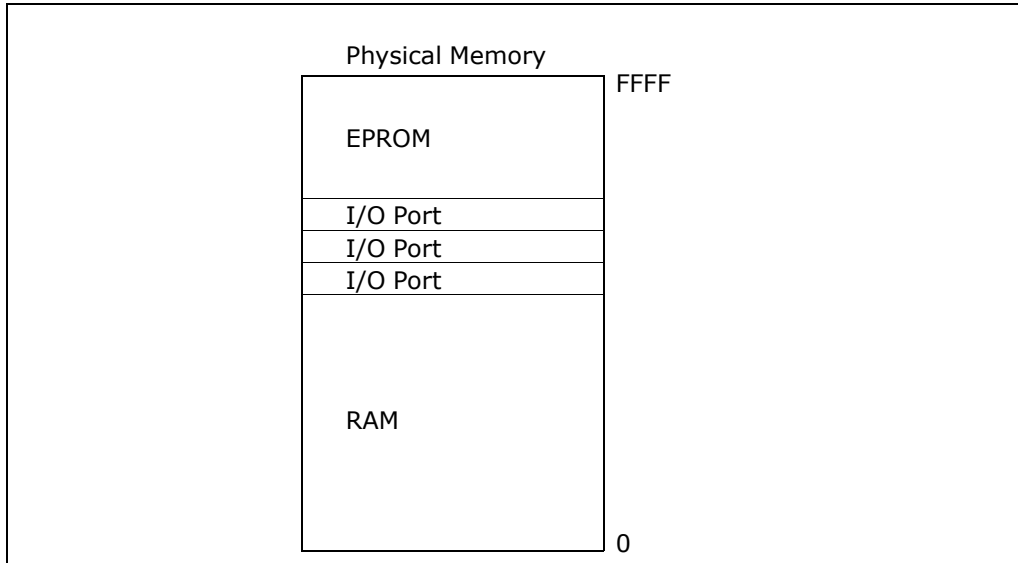 Physical Memory
FFFF
EPROM
I/O Port
I/O Port
I/O Port
RAM
0